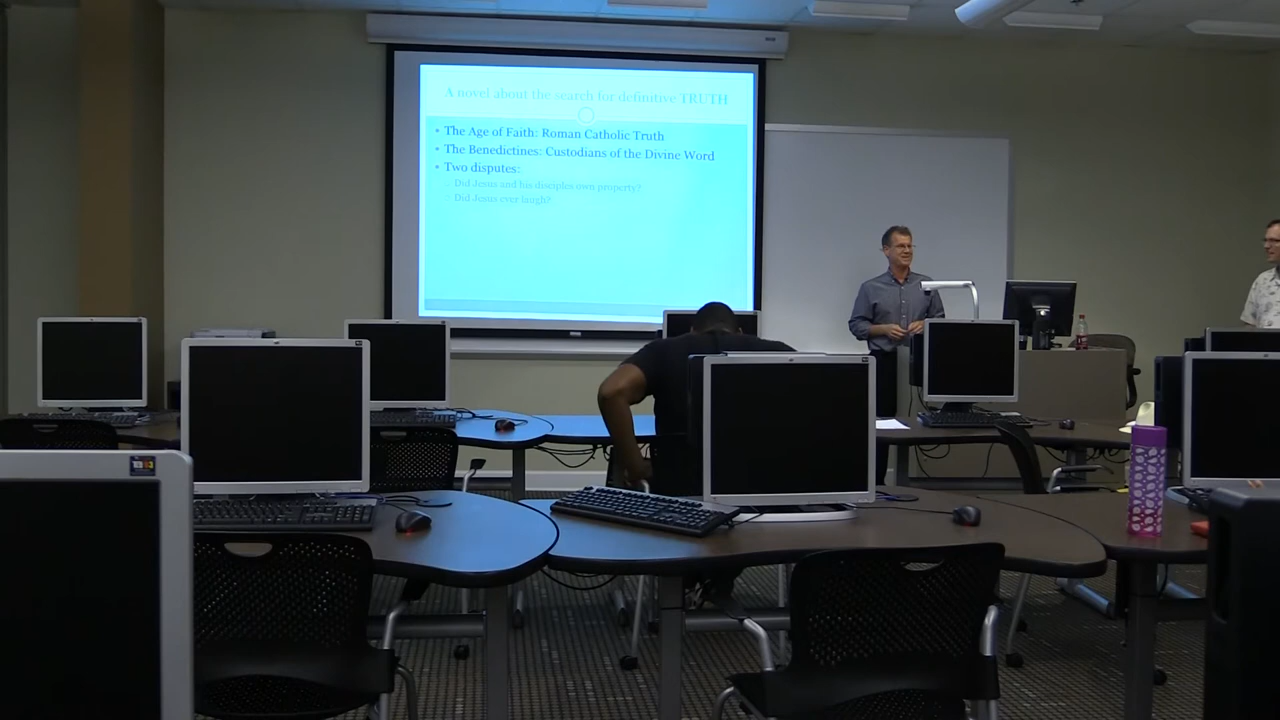 A novel about the search for definitive TRUTH
• The Age of Faith: Roman Catholic Truth
• The Benedictines: Custodians of the Divine Word
• Two disputes:
Did Jesus and his disciples own property?
Did Jesus ever laugh?